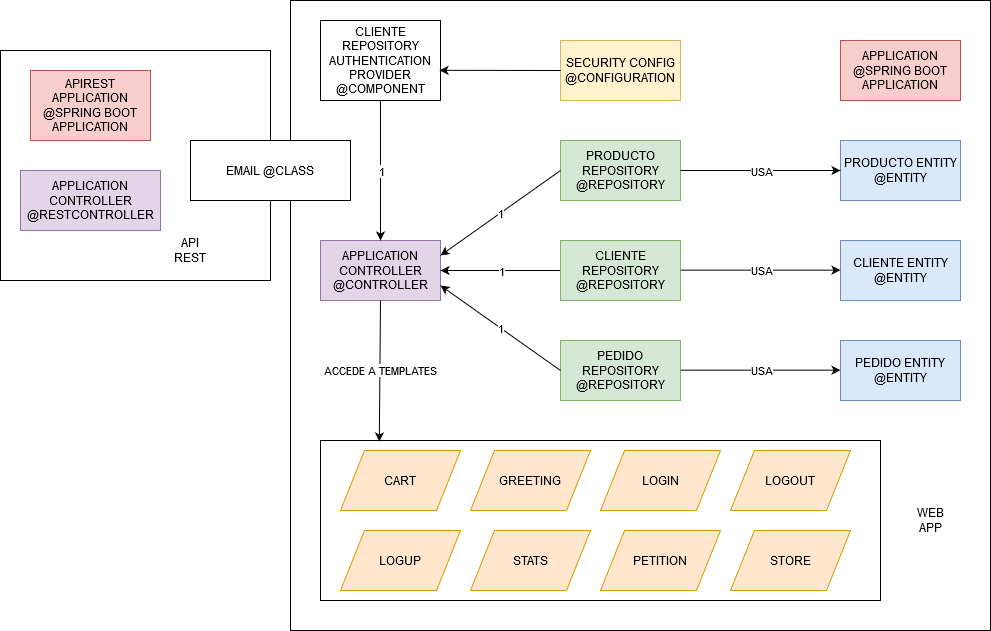 APIREST
APPLICATION
@SPRING BOOT
APPLICATION
APPLICATION
CONTROLLER
@RESTCONTROLLER
API
REST
EMAIL @CLASS
CLIENTE
REPOSITORY
AUTHENTICATION
PROVIDER
@COMPONENT
SECURITY CONFIG
@CONFIGURATION
APPLICATION
@SPRING BOOT
APPLICATION
1
PRODUCTO
REPOSITORY
@REPOSITORY
USA
PRODUCTO ENTITY
@ENTITY
1
APPLICATION
CONTROLLER
@CONTROLLER
1
CLIENTE
REPOSITORY
@REPOSITORY
USA
CLIENTE ENTITY
@ENTITY
1
PEDIDO
REPOSITORY
@REPOSITORY
USA
PEDIDO ENTITY
@ENTITY
ACCEDE A TEMPLATES
CART
GREETING
LOGIN
LOGOUT
LOGUP
STATS
PETITION
STORE
WEB
APP